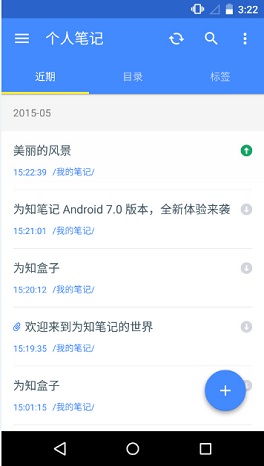 3:22
个人笔记
近期 目录 标签
2015-05
美丽的风景
15:22:39 /我的笔记/
为知笔记 Android 7.0 版本，全新体验来袭
15:21:01 /我的笔记/
为知盒子
15:20:12 /我的笔记/
欢迎来到为知笔记的世界
15:19:35 /我的笔记/
为知盒子
15:01:15 /我的笔记/